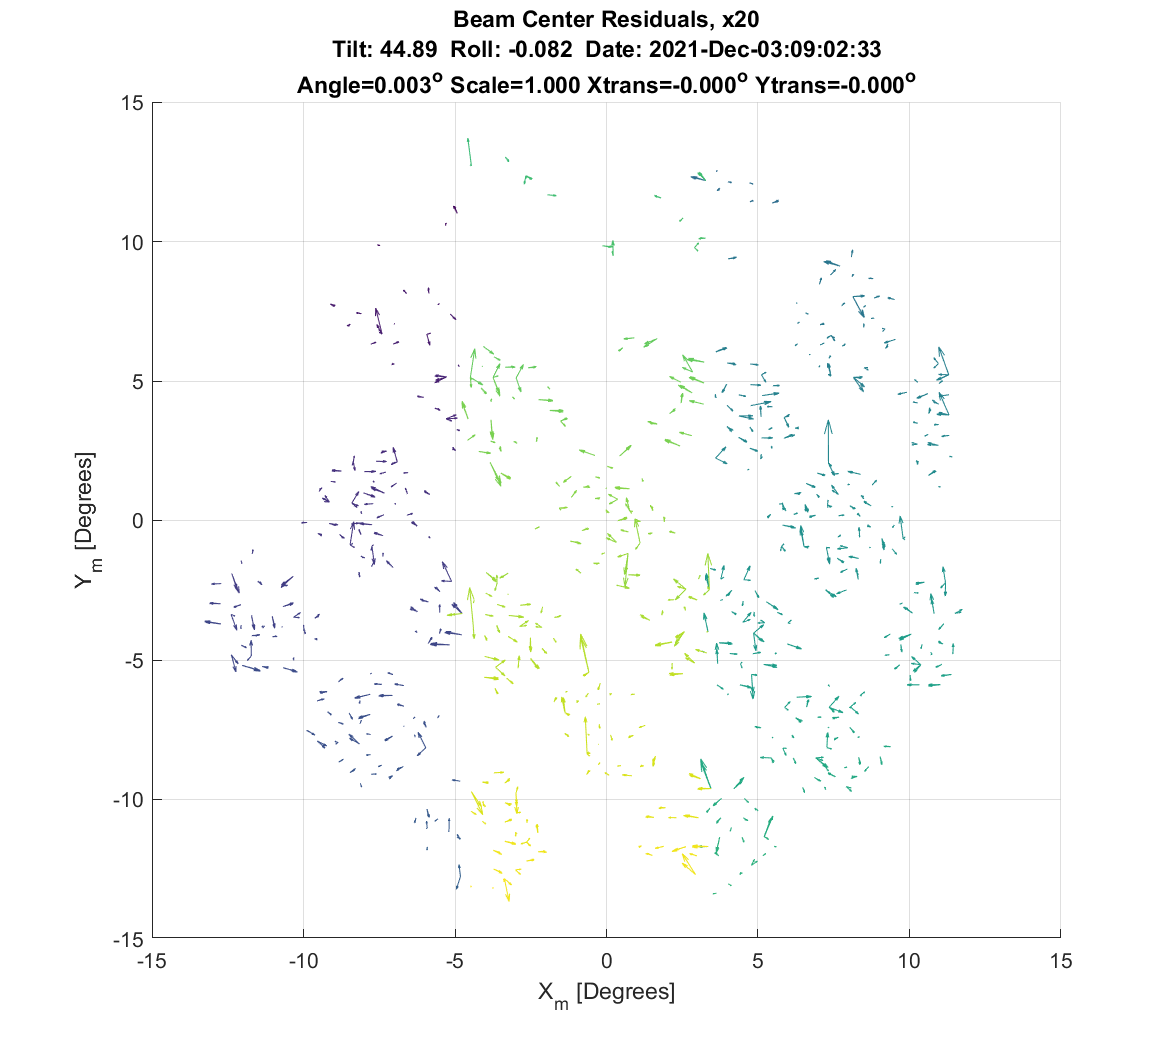 Beam Center Residuals, x20
Tilt: 44.89 Roll: -0.082 Date: 2021-Dec-03:09:02:33
Angle=0.003° Scale=1.000 Xtrans=-0.000° Ytrans=-0.000°
15
10
5
0
-5
-10
-15
Y_m [Degrees]
-15 -10 -5 0 5 10 15
X_m [Degrees]